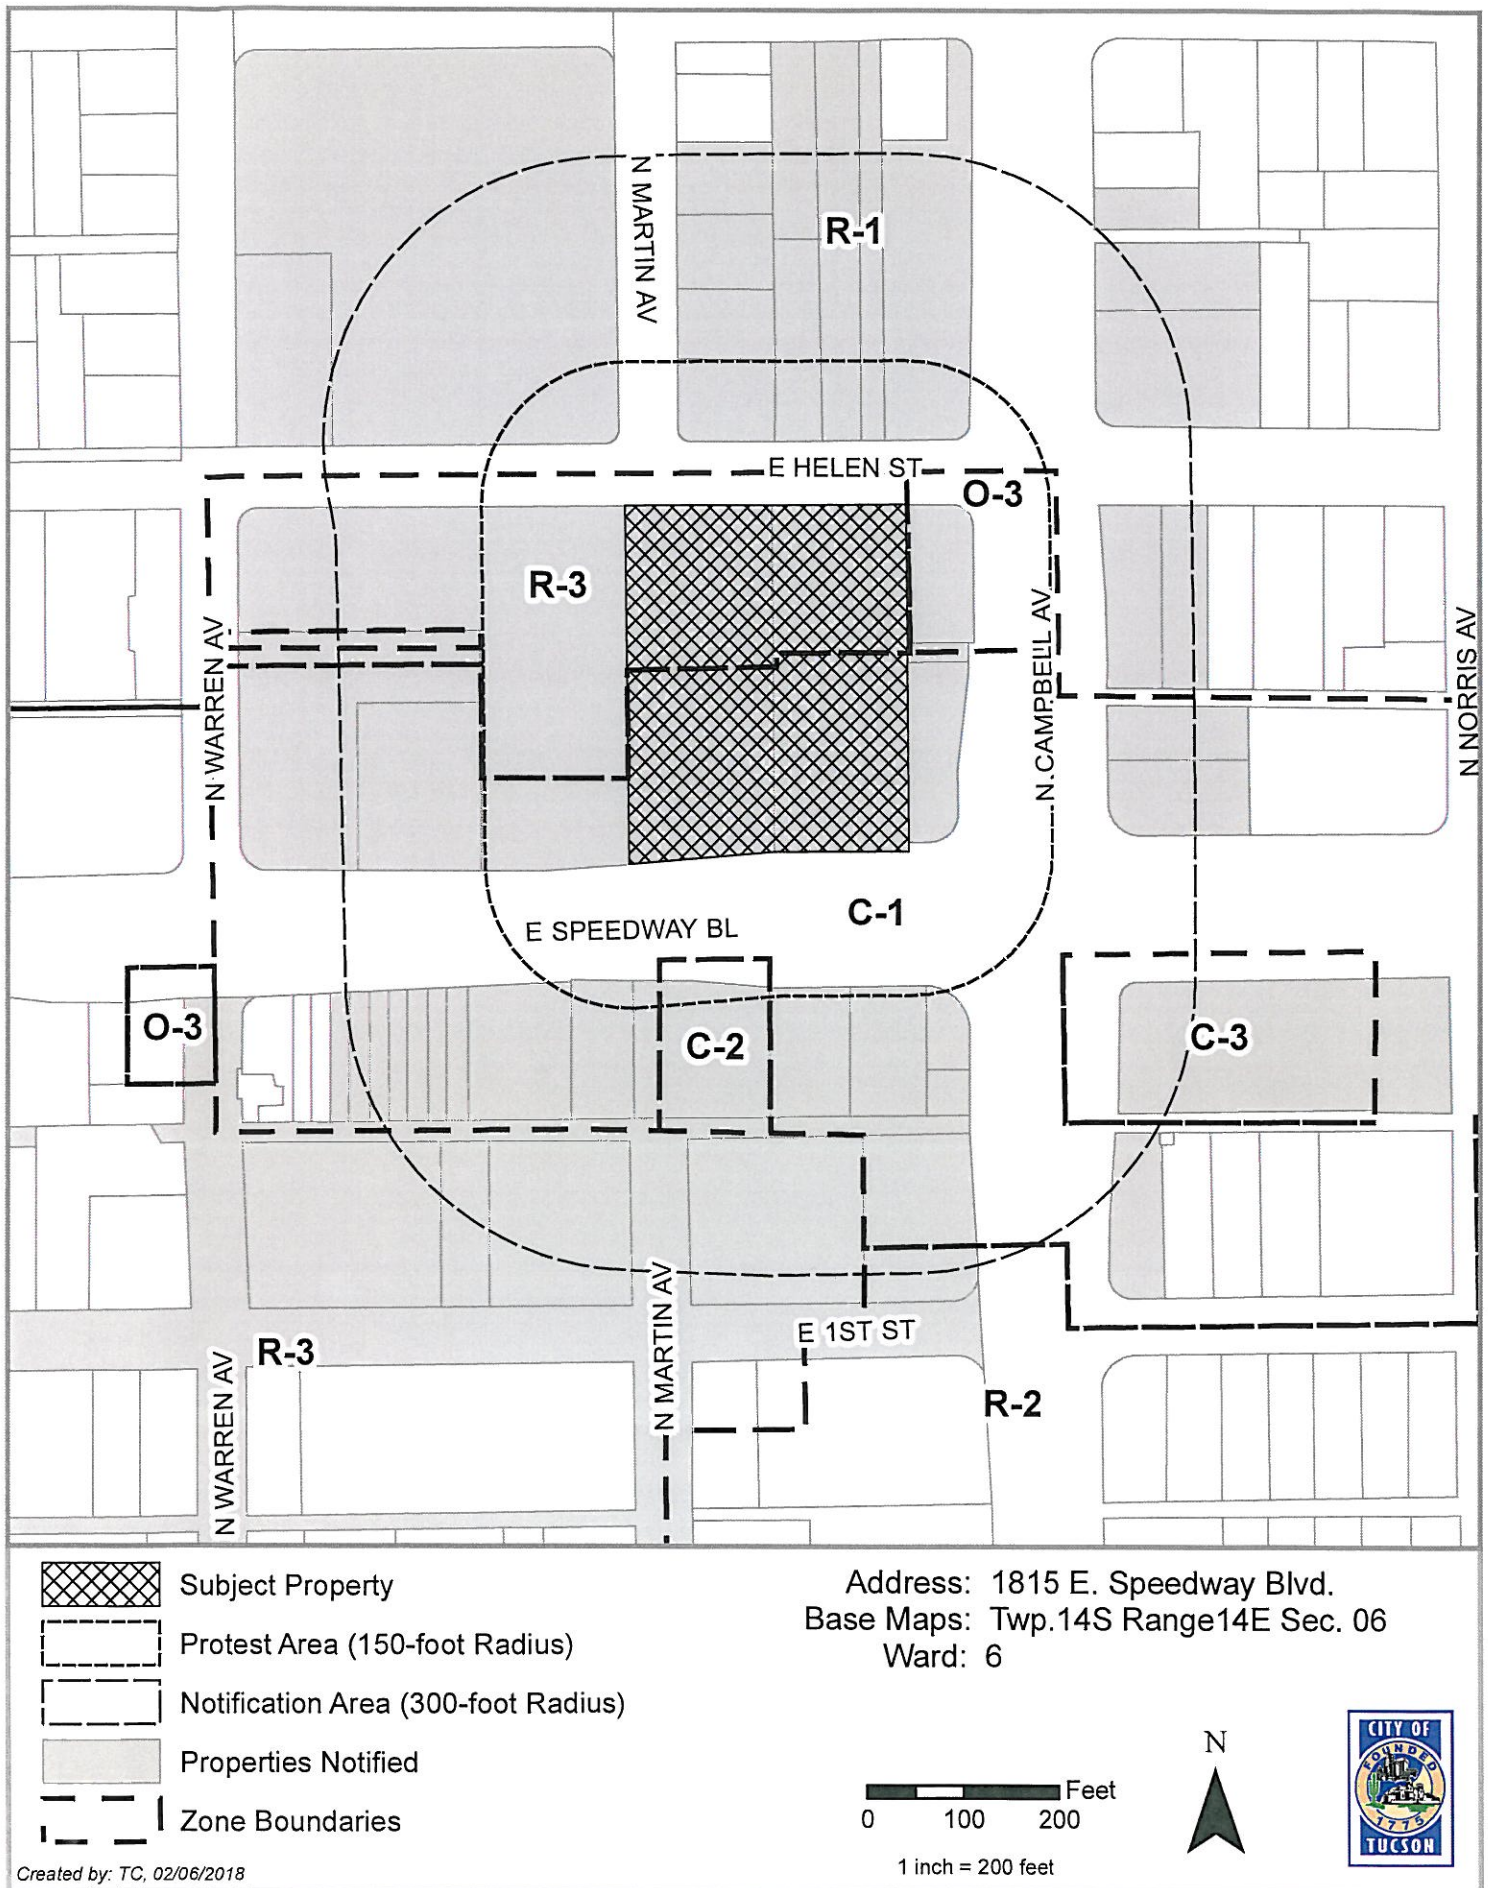 N MARTIN AV
R-1
E HELEN ST
O-3
R-3
N WARREN AV
N CAMPBELL AV
N NORRIS AV
C-1
E SPEEDWAY BL
O-3
C-2
C-3
N MARTIN AV
E 1ST ST
R-3
N WARREN AV
R-2
Subject Property
Protest Area (150-foot Radius)
Notification Area (300-foot Radius)
Properties Notified
Zone Boundaries
Created by: TC, 02/06/2018
Address: 1815 E. Speedway Blvd.
Base Maps: Twp.14S Range14E Sec. 06
Ward: 6
Feet
0 100 200
1 inch = 200 feet
N
CITY OF
FOUNDED
1775
TUCSON